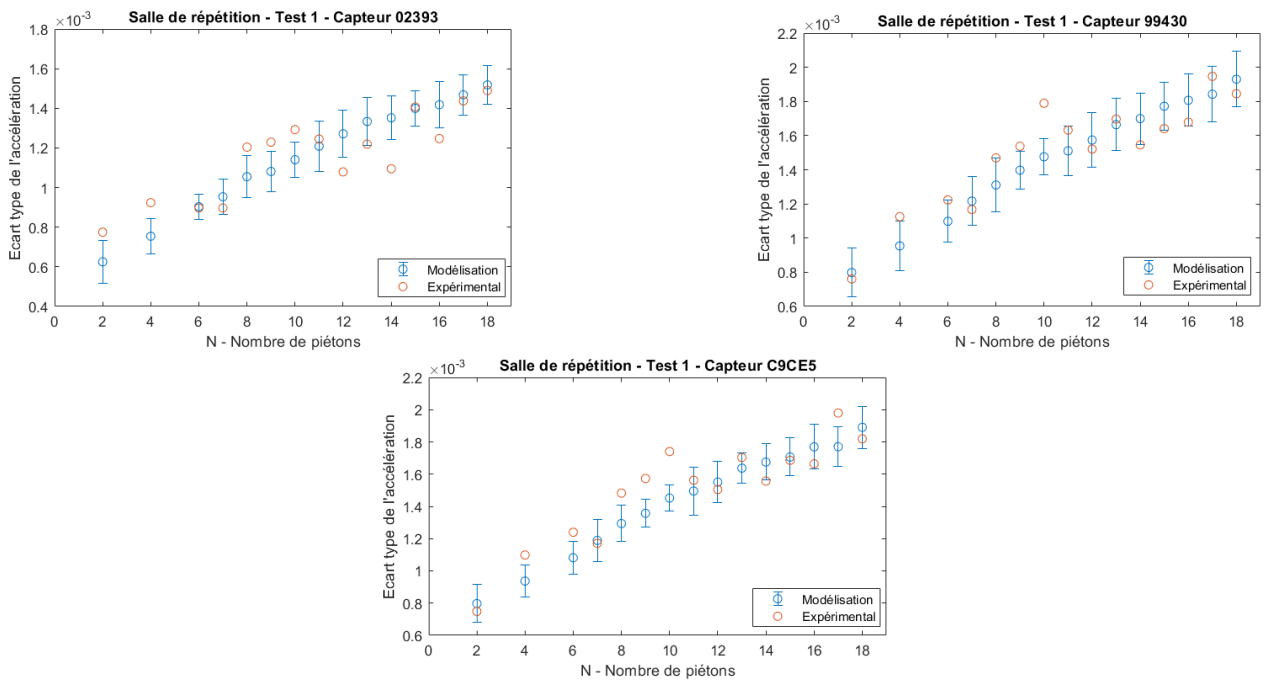 Salle de répétition - Test 1 - Capteur 02393
×10⁻³
1.8
1.6
1.4
1.2
1
0.8
0.6
0.4
Ecart type de l'accélération
0 2 4 6 8 10 12 14 16 18
N - Nombre de piétons
Modélisation
Expérimental
Salle de répétition - Test 1 - Capteur 99430
×10⁻³
2.2
2
1.8
1.6
1.4
1.2
1
0.8
0.6
Ecart type de l'accélération
0 2 4 6 8 10 12 14 16 18
N - Nombre de piétons
Modélisation
Expérimental
Salle de répétition - Test 1 - Capteur C9CE5
×10⁻³
2.2
2
1.8
1.6
1.4
1.2
1
0.8
0.6
Ecart type de l'accélération
0 2 4 6 8 10 12 14 16 18
N - Nombre de piétons
Modélisation
Expérimental